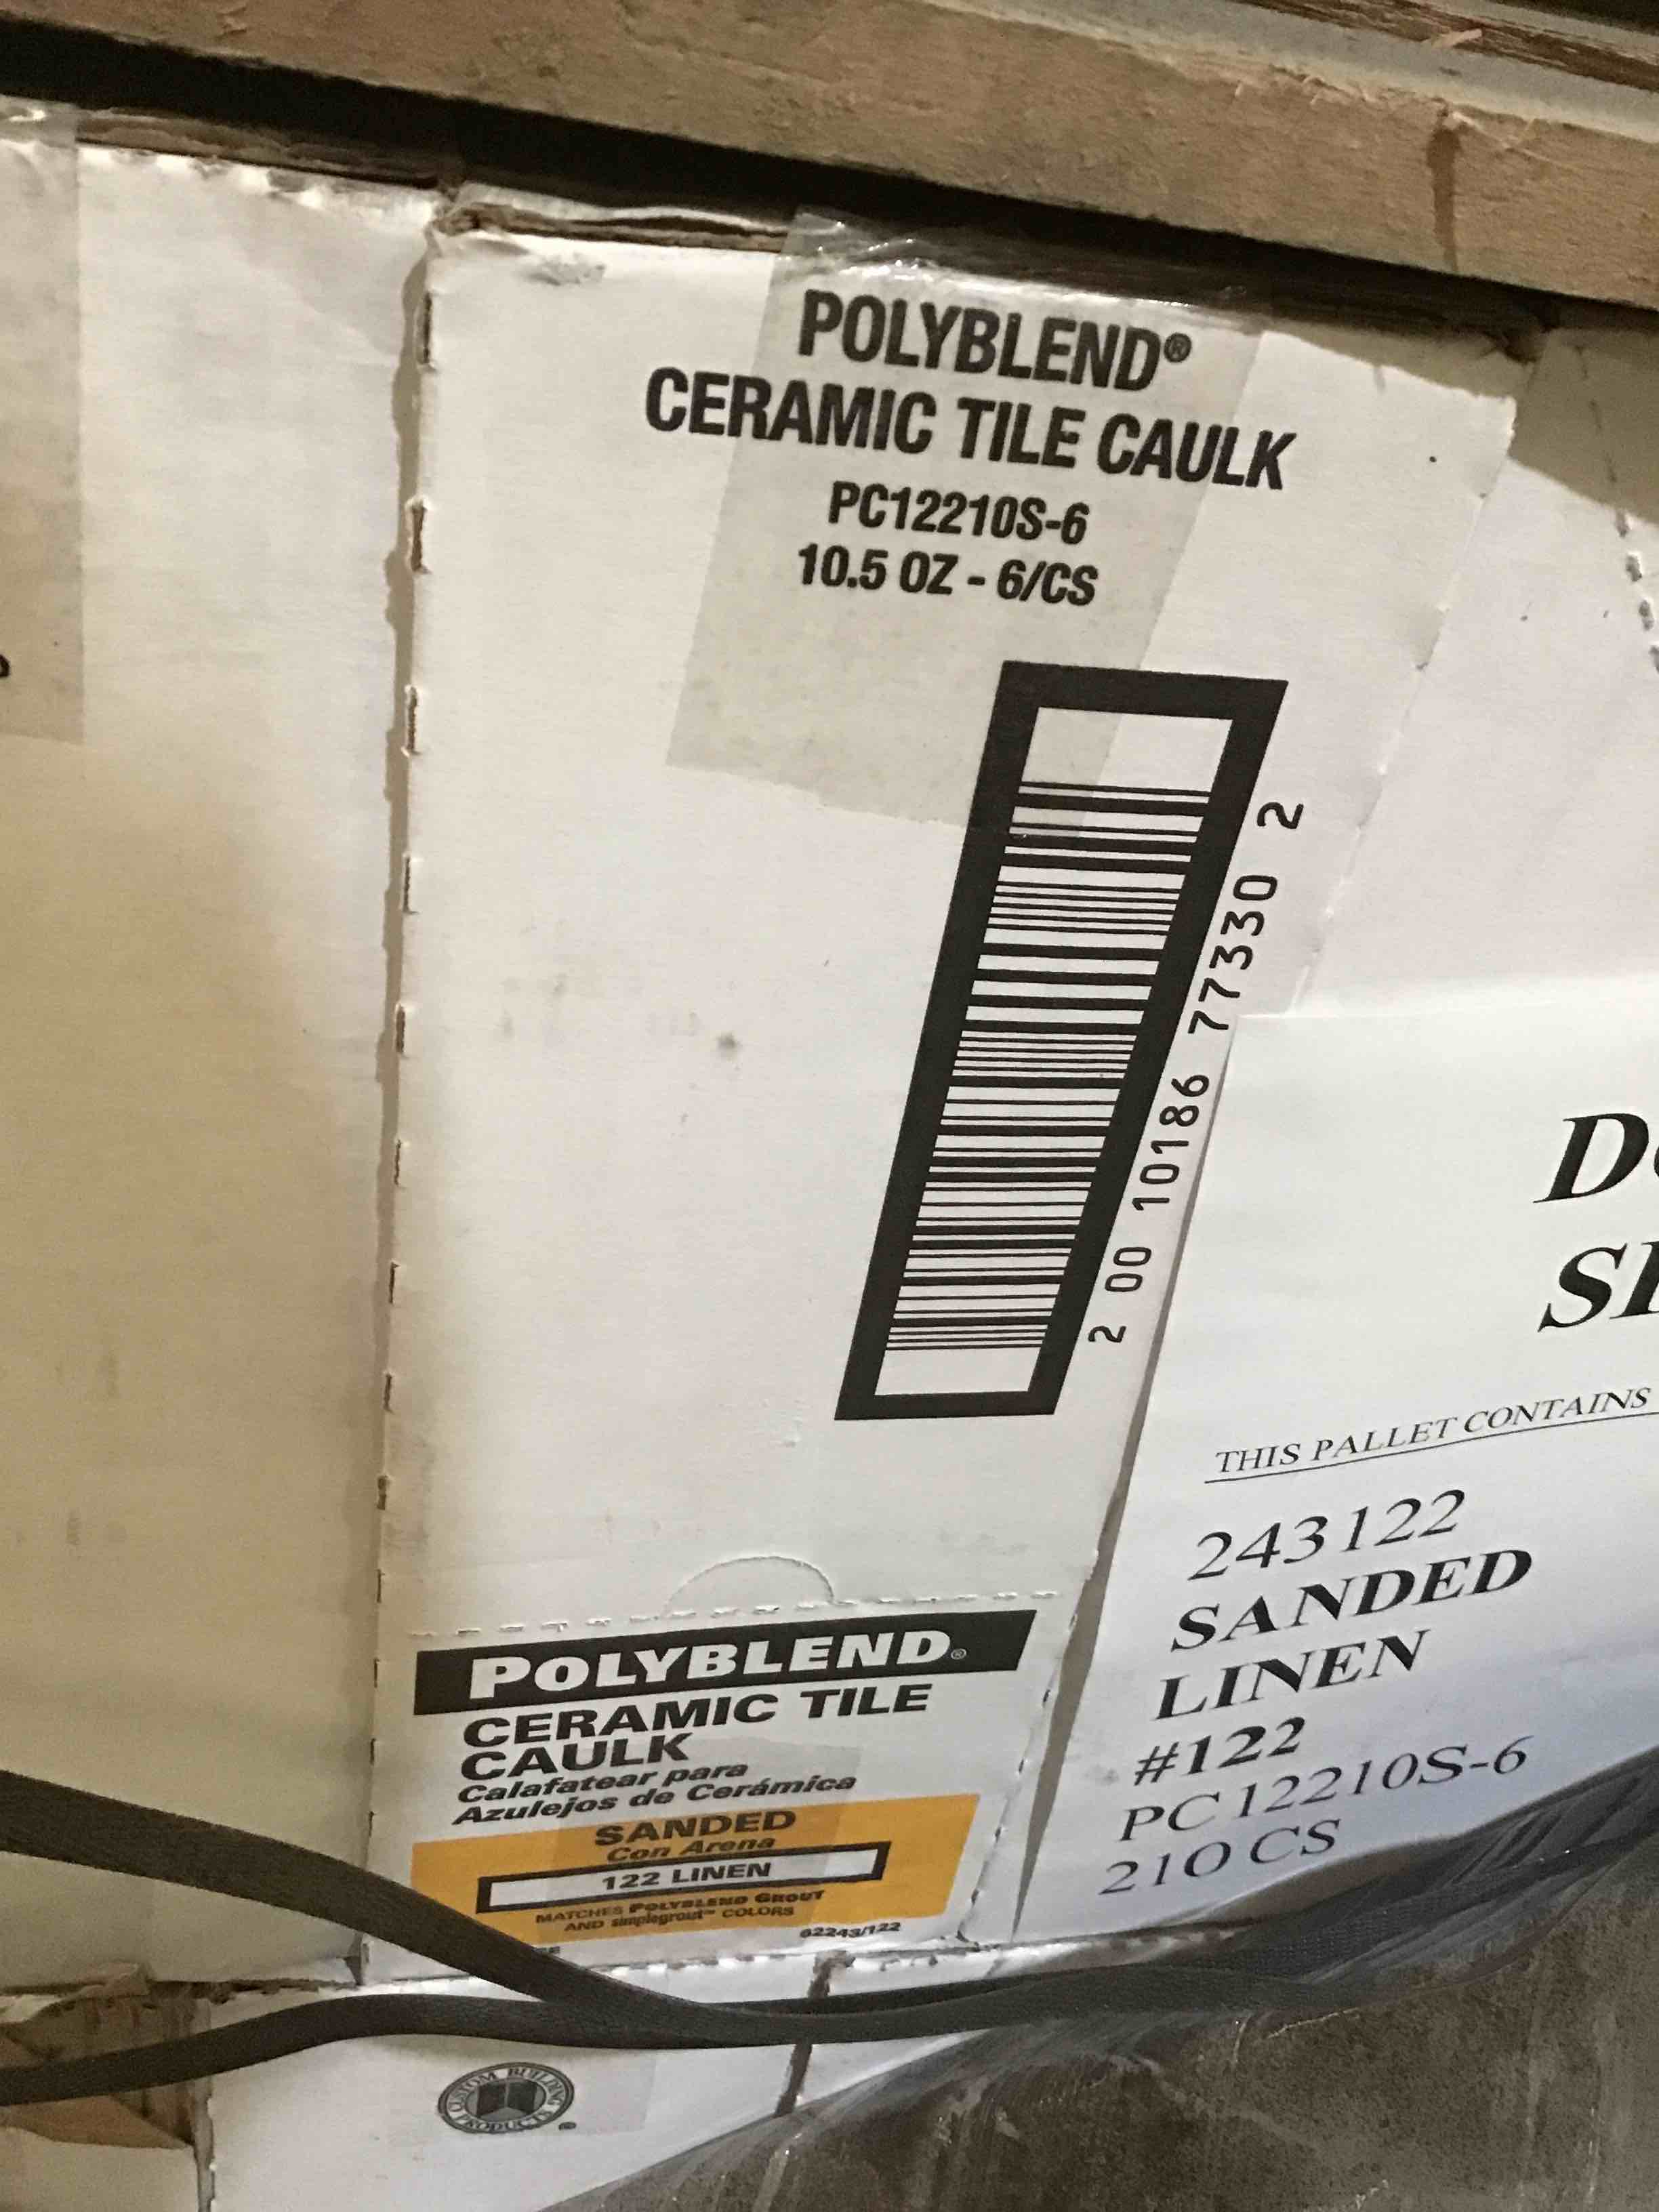 POLYBLEND®
CERAMIC TILE CAULK
PC12210S-6
10.5 OZ - 6/CS
2 00 10186 77330 2
POLYBLEND®
CERAMIC TILE
CAULK
Calafatear para
Azulejos de Cerámica
SANDED
Con Arena
122 LINEN
MATCHES POLYBLEND GROUT
AND simplegrout™ COLORS
62243/122
THIS PALLET CONTAINS
243122
SANDED
LINEN
#122
PC12210S-6
210 CS
CUSTOM BUILDING
PRODUCTS®